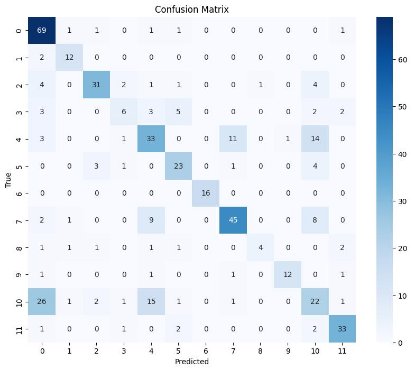 Confusion Matrix
0 69 1 1 0 1 1 0 0 0 0 0 1
1 2 12 0 0 0 0 0 0 0 0 0 0
2 4 0 31 2 1 1 0 0 1 0 4 0
3 3 0 0 6 3 5 0 0 0 0 2 2
4 3 0 0 1 33 0 0 11 0 1 14 0
5 0 0 3 1 0 23 0 1 0 0 4 0
6 0 0 0 0 0 0 16 0 0 0 0 0
7 2 1 0 0 9 0 0 45 0 0 8 0
8 1 1 1 0 1 1 0 0 4 0 0 2
9 1 0 0 0 1 0 0 1 0 12 0 1
10 26 1 2 1 15 1 0 1 0 0 22 1
11 0 0 0 1 0 2 0 0 0 0 2 33
0 1 2 3 4 5 6 7 8 9 10 11
True
Predicted
60
50
40
30
20
10
0